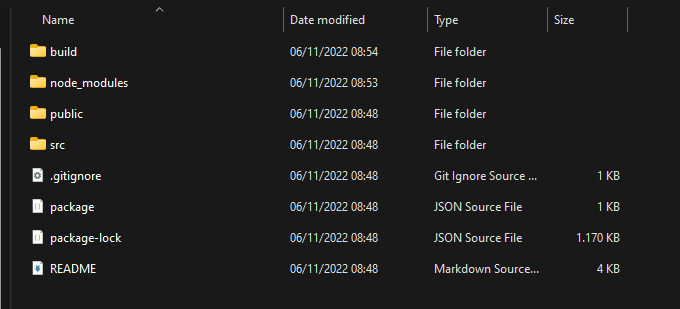 Name Date modified Type Size
build 06/11/2022 08:54 File folder
node_modules 06/11/2022 08:53 File folder
public 06/11/2022 08:48 File folder
src 06/11/2022 08:48 File folder
.gitignore 06/11/2022 08:48 Git Ignore Source ... 1 KB
package 06/11/2022 08:48 JSON Source File 1 KB
package-lock 06/11/2022 08:48 JSON Source File 1.170 KB
README 06/11/2022 08:48 Markdown Source... 4 KB